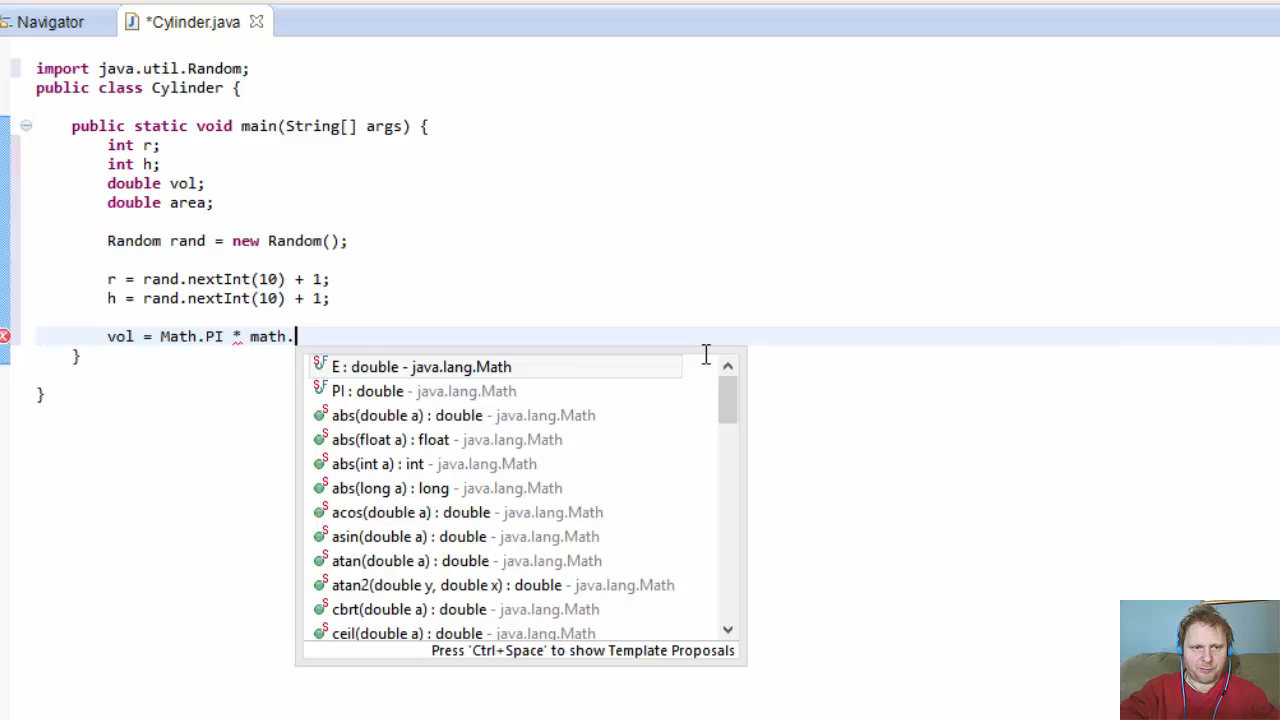 Navigator
*Cylinder.java
import java.util.Random;
public class Cylinder {
public static void main(String[] args) {
int r;
int h;
double vol;
double area;
Random rand = new Random();
r = rand.nextInt(10) + 1;
h = rand.nextInt(10) + 1;
vol = Math.PI * math.
}
}
E : double - java.lang.Math
PI : double - java.lang.Math
abs(double a) : double - java.lang.Math
abs(float a) : float - java.lang.Math
abs(int a) : int - java.lang.Math
abs(long a) : long - java.lang.Math
acos(double a) : double - java.lang.Math
asin(double a) : double - java.lang.Math
atan(double a) : double - java.lang.Math
atan2(double y, double x) : double - java.lang.Math
cbrt(double a) : double - java.lang.Math
ceil(double a) : double - java.lang.Math
Press 'Ctrl+Space' to show Template Proposals